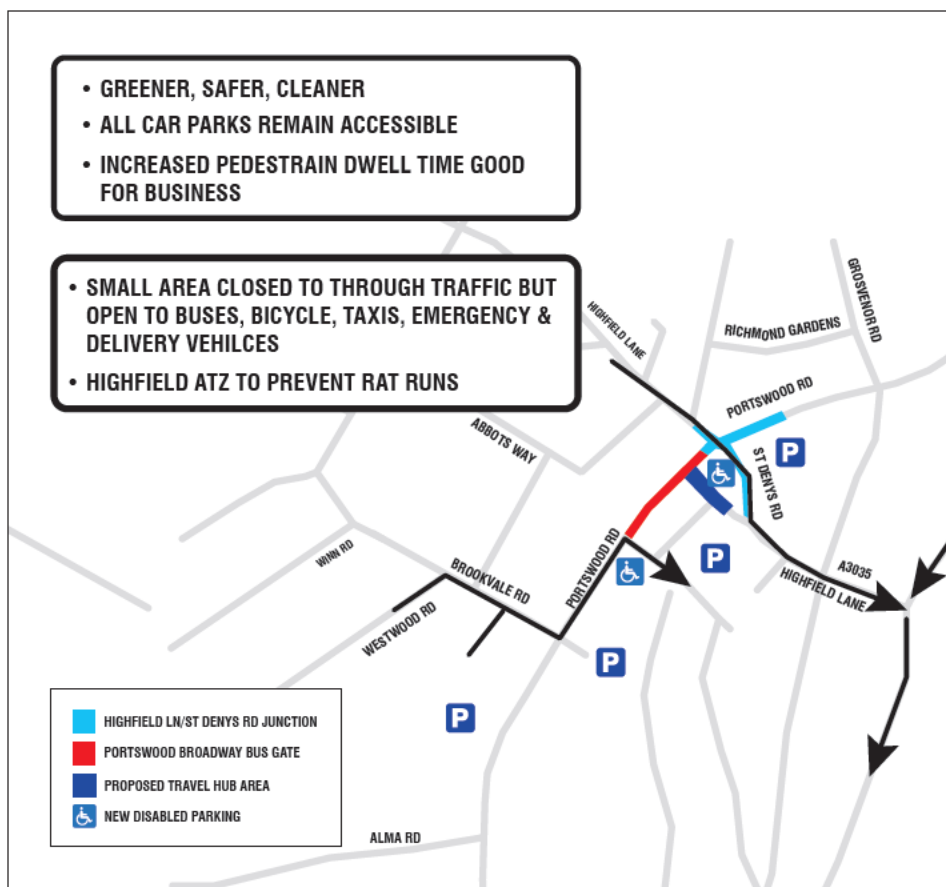 • GREENER, SAFER, CLEANER
• ALL CAR PARKS REMAIN ACCESSIBLE
• INCREASED PEDESTRAIN DWELL TIME GOOD
FOR BUSINESS
• SMALL AREA CLOSED TO THROUGH TRAFFIC BUT
OPEN TO BUSES, BICYCLE, TAXIS, EMERGENCY &
DELIVERY VEHILCES
• HIGHFIELD ATZ TO PREVENT RAT RUNS
GROSVENOR RD
HIGHFIELD LANE
RICHMOND GARDENS
PORTSWOOD RD
ABBOTS WAY
P
ST DENYS RD
WINN RD
BROOKVALE RD
PORTSWOOD RD
P
A3035
HIGHFIELD LANE
WESTWOOD RD
P
P
HIGHFIELD LN/ST DENYS RD JUNCTION
PORTSWOOD BROADWAY BUS GATE
PROPOSED TRAVEL HUB AREA
NEW DISABLED PARKING
ALMA RD